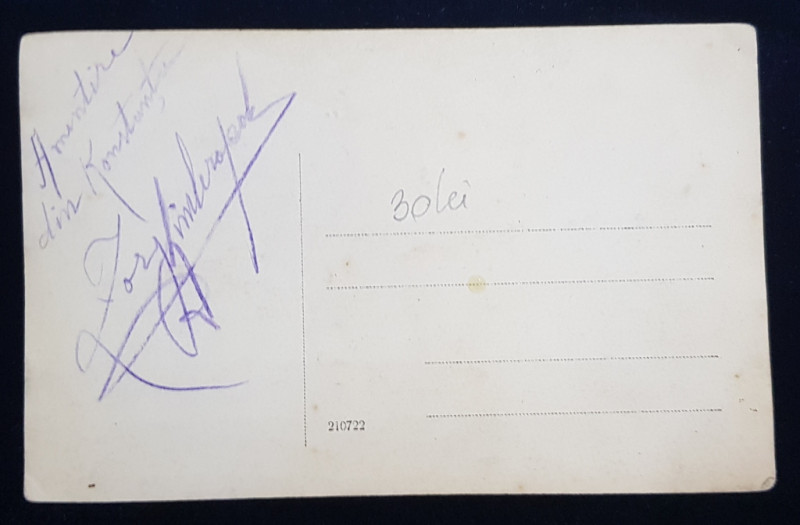 Amintire
din Konstanța
30 lei
210722